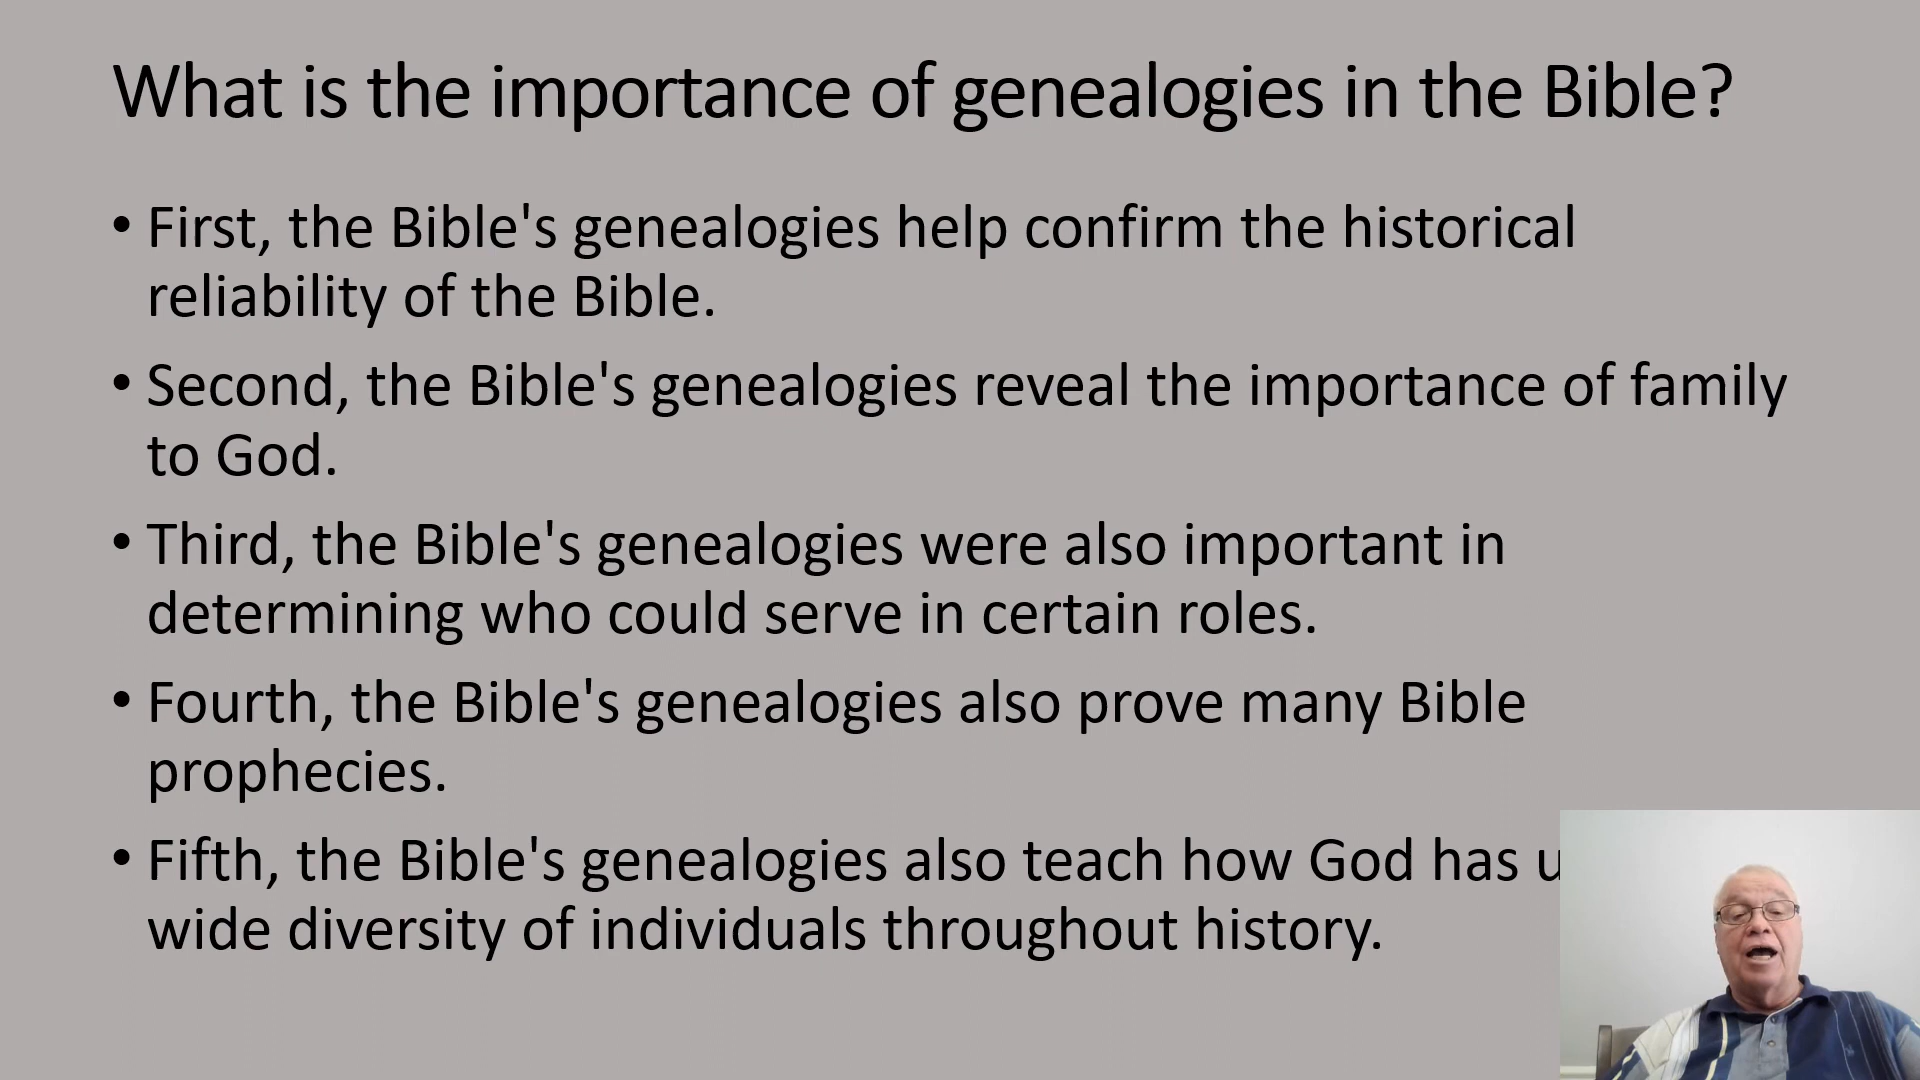 What is the importance of genealogies in the Bible?
• First, the Bible's genealogies help confirm the historical
reliability of the Bible.
• Second, the Bible's genealogies reveal the importance of family
to God.
• Third, the Bible's genealogies were also important in
determining who could serve in certain roles.
• Fourth, the Bible's genealogies also prove many Bible
prophecies.
• Fifth, the Bible's genealogies also teach how God has
wide diversity of individuals throughout history.